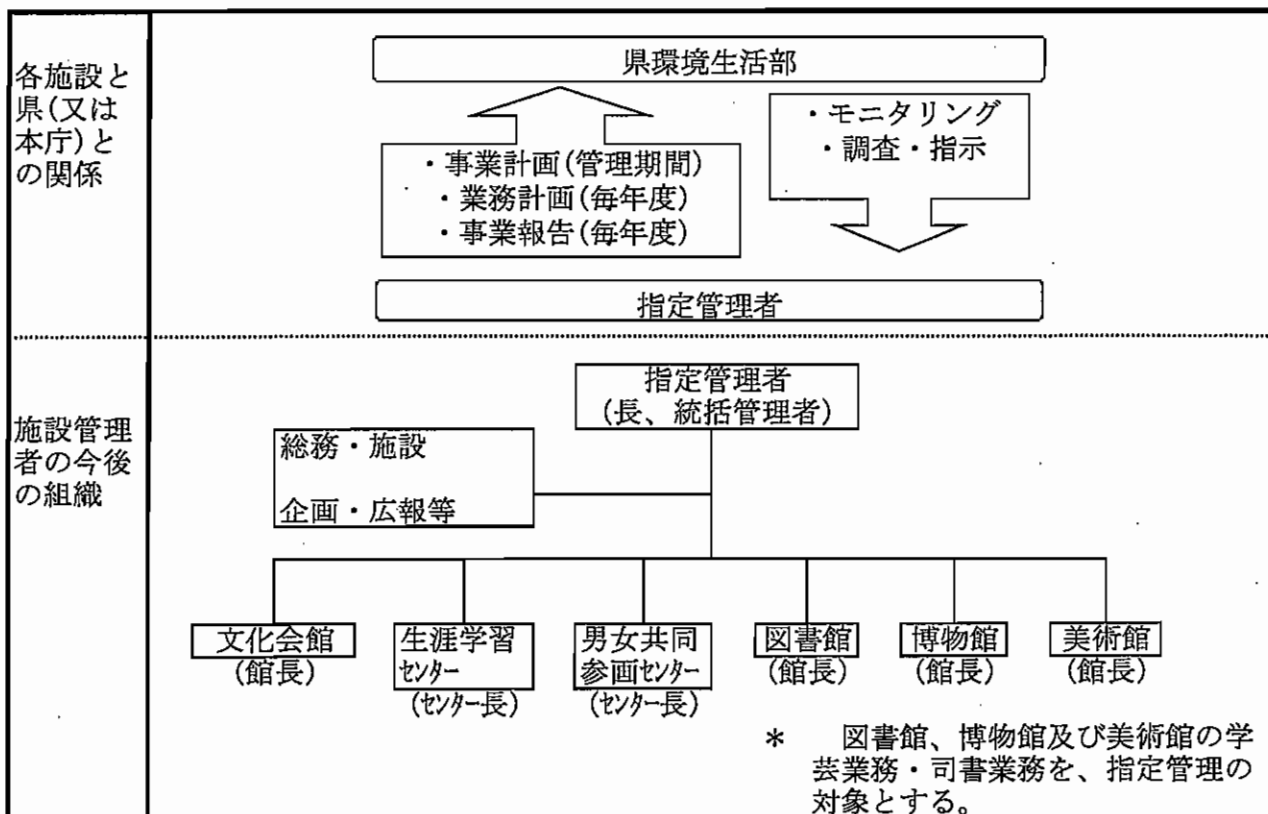 各施設と
県(又は
本庁)と
の関係
県環境生活部
・事業計画(管理期間)
・業務計画(毎年度)
・事業報告(毎年度)
・モニタリング
・調査・指示
指定管理者
施設管理
者の今後
の組織
指定管理者
(長、統括管理者)
総務・施設
企画・広報等
文化会館
(館長)
生涯学習
センター
(センター長)
男女共同
参画センター
(センター長)
図書館
(館長)
博物館
(館長)
美術館
(館長)
* 図書館、博物館及び美術館の学
芸業務・司書業務を、指定管理の
対象とする。